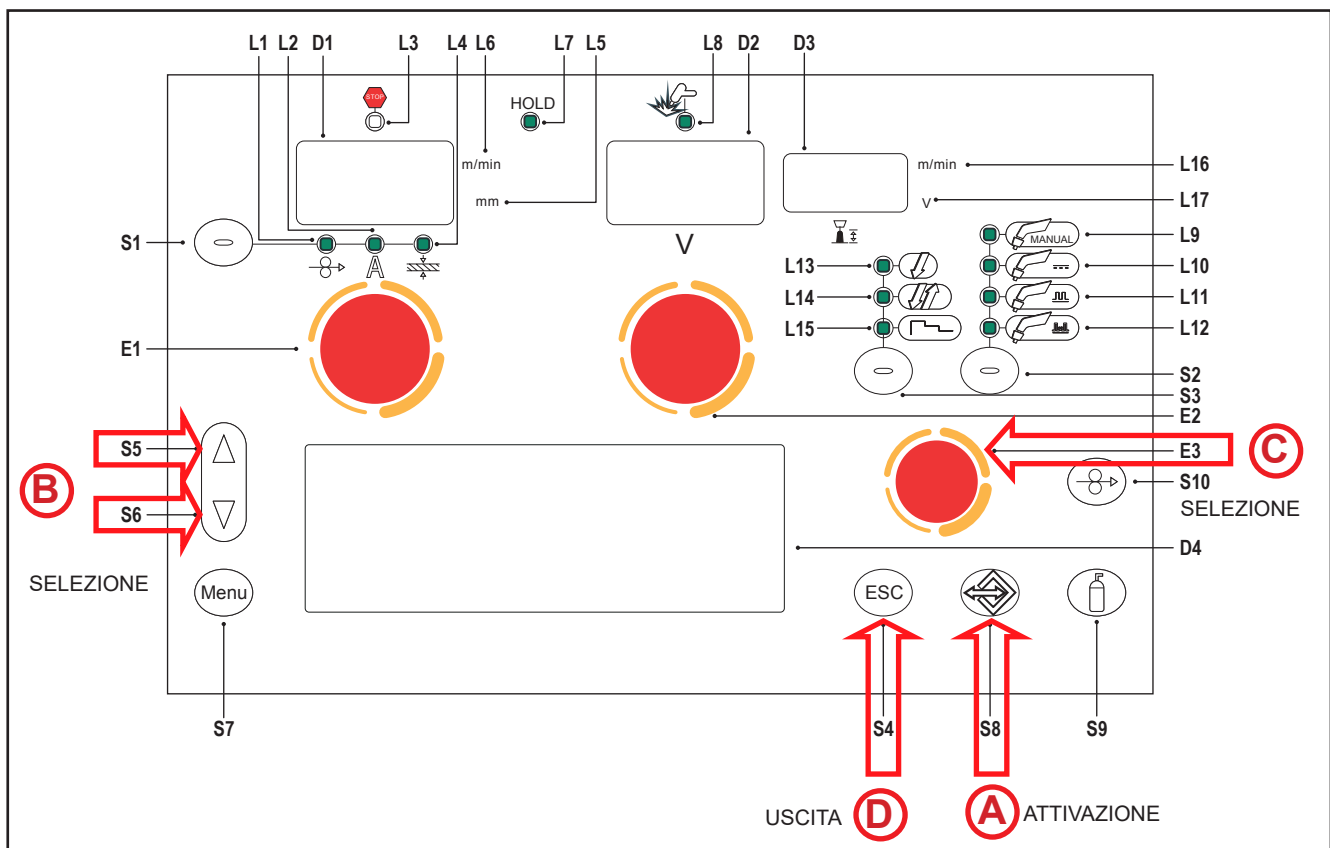 L1 L2 D1 L3 L4 L6 L7 L5 L8 D2 D3
STOP
HOLD
m/min
mm
m/min
V
L16
L17
S1
A
V
MANUAL
L9
L10
L11
L12
L13
L14
L15
E1
S2
S3
E2
S5
E3
C
B
S10
S6
SELEZIONE
D4
SELEZIONE
Menu
ESC
S7
S4
S8
S9
USCITA D
A ATTIVAZIONE